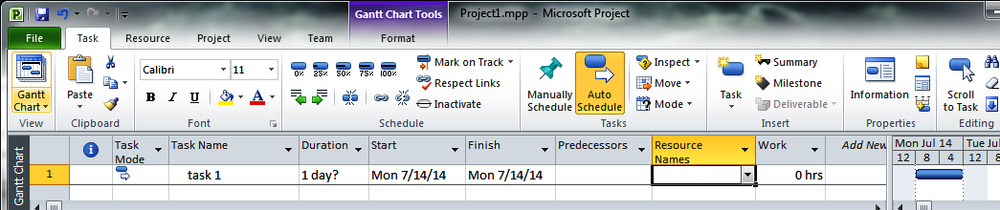 Gantt Chart Tools Project1.mpp - Microsoft Project
File Task Resource Project View Team Format
Calibri 11 0% 25% 50% 75% 100% Mark on Track Inspect Summary
Respect Links Move Milestone
Gantt Chart Paste B I U A Inactivate Manually Schedule Auto Schedule Mode Task Deliverable Information Scroll to Task
View Clipboard Font Schedule Tasks Insert Properties Editing
Task Mode Task Name Duration Start Finish Predecessors Resource Names Work Add New Mon Jul 14 Tue Jul
12 8 4 12 8
1 task 1 1 day? Mon 7/14/14 Mon 7/14/14 0 hrs
Gantt Chart